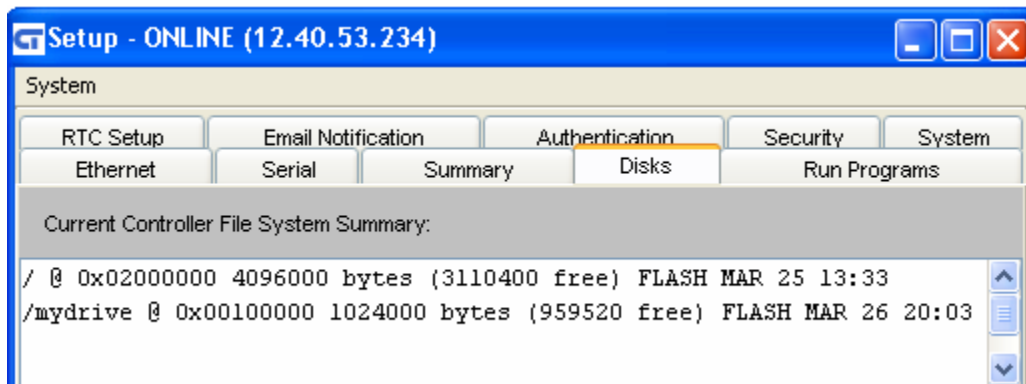 CT Setup - ONLINE (12.40.53.234)
System
RTC Setup Email Notification Authentication Security System
Ethernet Serial Summary Disks Run Programs
Current Controller File System Summary:
/ @ 0x02000000 4096000 bytes (3110400 free) FLASH MAR 25 13:33
/mydrive @ 0x00100000 1024000 bytes (959520 free) FLASH MAR 26 20:03